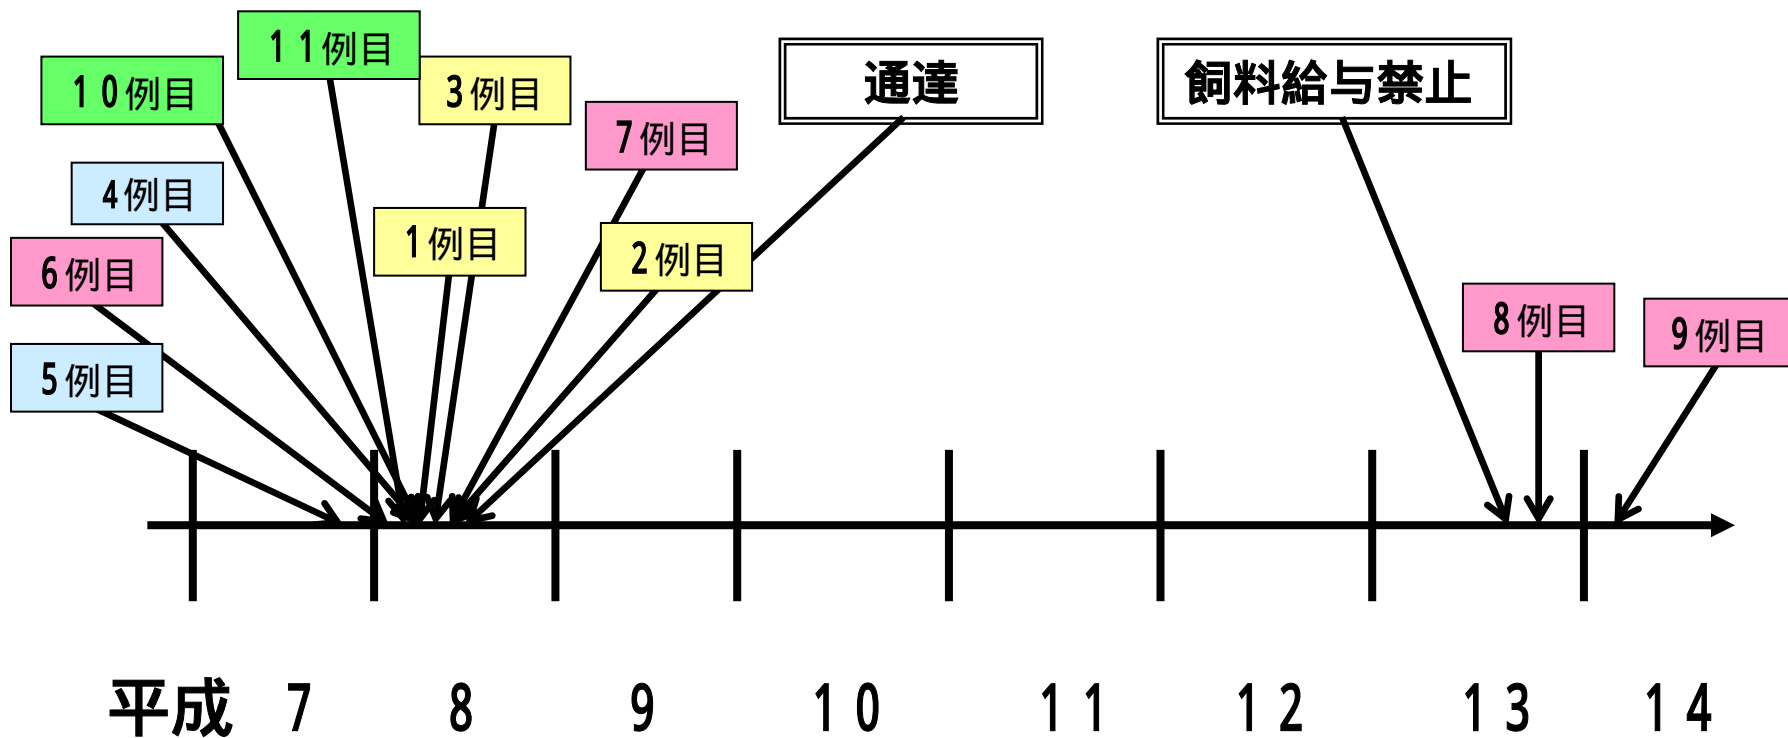 １１例目
１０例目
３例目
通達
飼料給与禁止
７例目
４例目
１例目
２例目
６例目
８例目
９例目
５例目
平成　７　８　９　１０　１１　１２　１３　１４